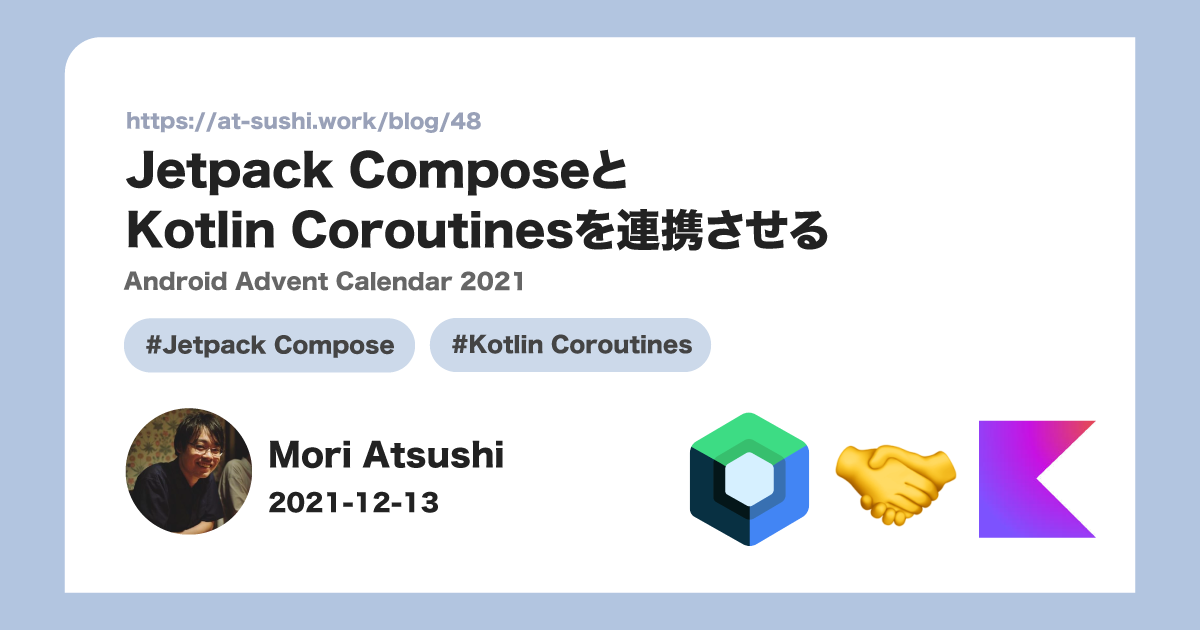 https://at-sushi.work/blog/48
Jetpack Composeと
Kotlin Coroutinesを連携させる
Android Advent Calendar 2021
#Jetpack Compose
#Kotlin Coroutines
Mori Atsushi
2021-12-13